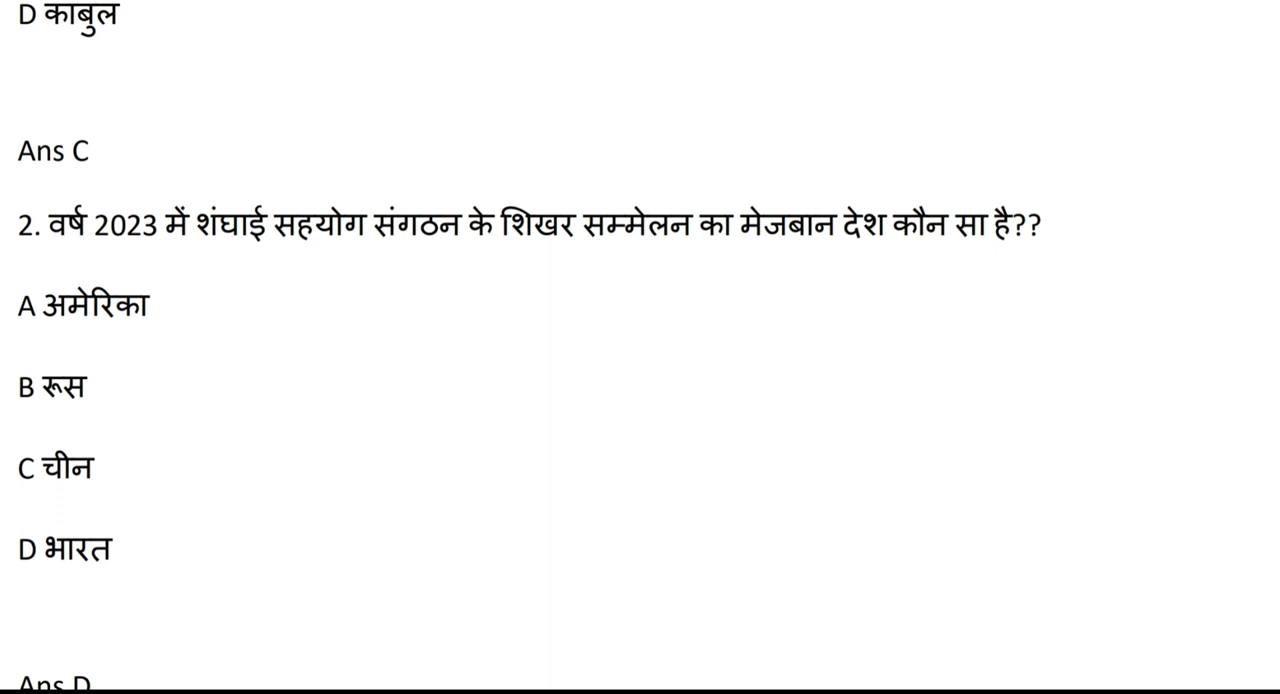 D काबुल
Ans C
2. वर्ष 2023 में शंघाई सहयोग संगठन के शिखर सम्मेलन का मेजबान देश कौन सा है??
A अमेरिका
B रूस
C चीन
D भारत
Ans D